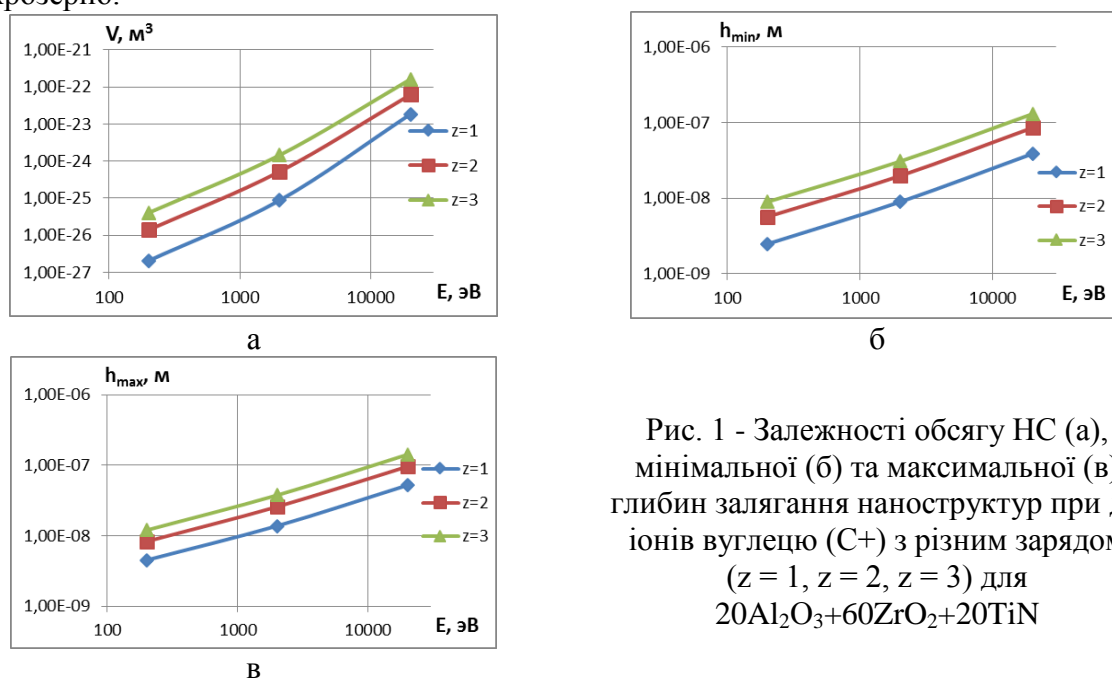 V, м³
1,00E-21
1,00E-22
1,00E-23
1,00E-24
1,00E-25
1,00E-26
1,00E-27
100 1000 10000 E, эВ
z=1
z=2
z=3
а
h_min, м
1,00E-06
1,00E-07
1,00E-08
1,00E-09
100 1000 10000 E, эВ
z=1
z=2
z=3
б
h_max, м
1,00E-06
1,00E-07
1,00E-08
1,00E-09
100 1000 10000 E, эВ
z=1
z=2
z=3
в
Рис. 1 - Залежності обсягу НС (а),
мінімальної (б) та максимальної (в)
глибин залягання наноструктур при
іонів вуглецю (С+) з різним зарядом
(z = 1, z = 2, z = 3) для
20Al₂O₃+60ZrO₂+20TiN